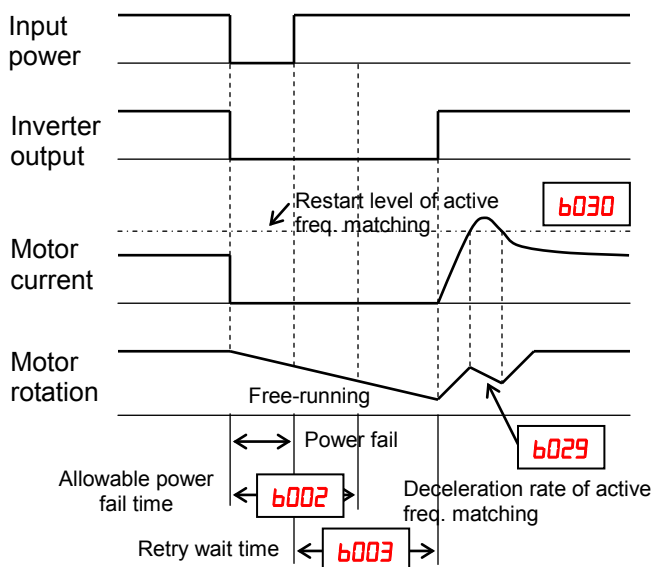 Input
power
Inverter
output
Restart level of active
freq. matching
b030
Motor
current
Motor
rotation
Free-running
Power fail
b029
Allowable power
fail time
b002
Deceleration rate of active
freq. matching
Retry wait time
b003